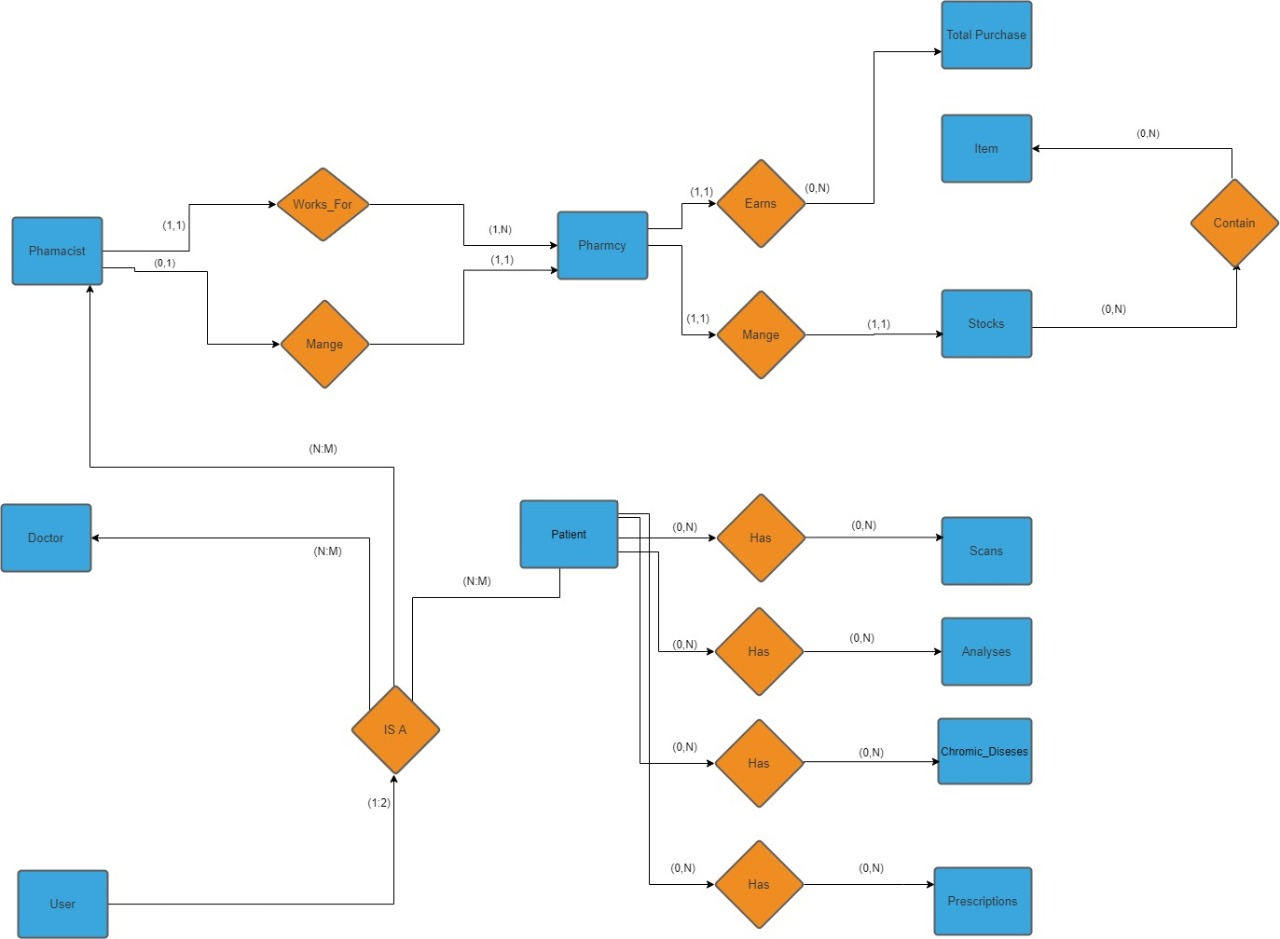 Total Purchase
(0,N)
Item
(1,1)
(0,N)
Earns
Works_For
(1,1)
(1,N)
Contain
Phamacist
Pharmcy
(0,1)
(1,1)
(0,N)
(1,1)
(1,1)
Stocks
Mange
Mange
(N:M)
(0,N)
(0,N)
Patient
Doctor
Has
(N:M)
Scans
(N:M)
(0,N)
(0,N)
Has
Analyses
IS A
(0,N)
(0,N)
Chromic_Diseses
Has
(1:2)
(0,N)
(0,N)
Has
User
Prescriptions